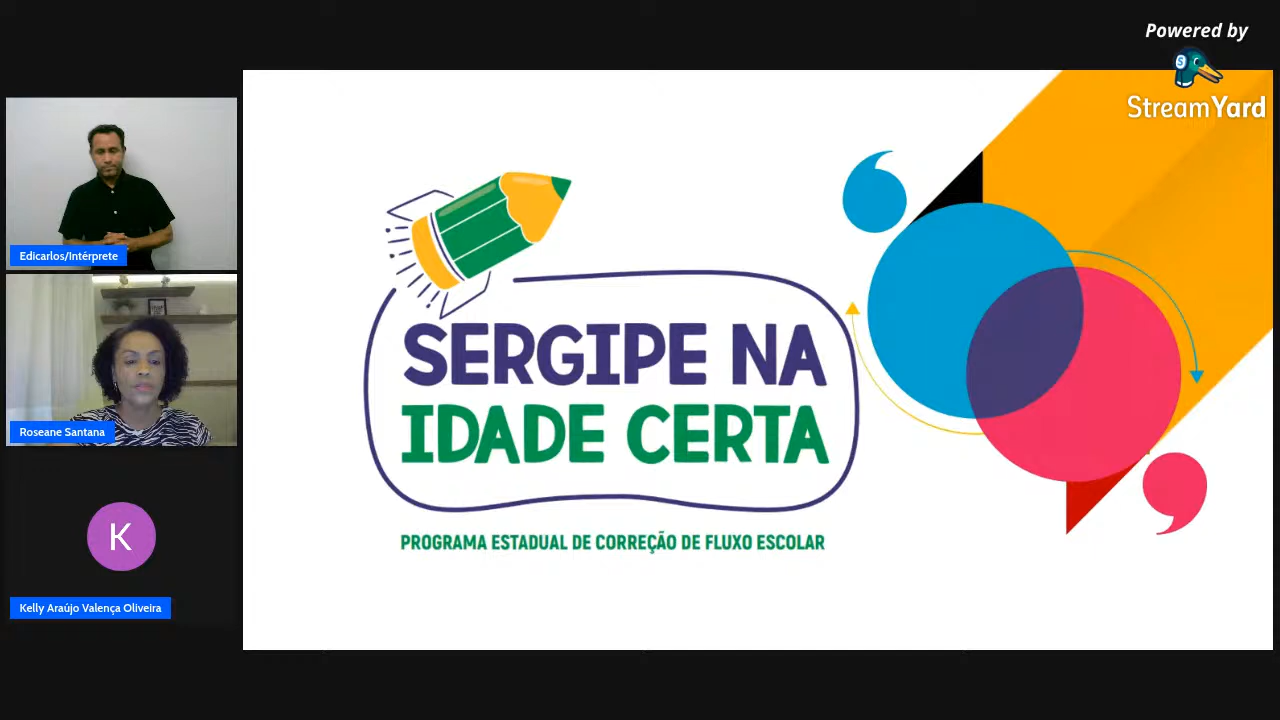 Powered by
StreamYard
Edicarlos/Intérprete
Roseane Santana
K
Kelly Araújo Valença Oliveira
SERGIPE NA
IDADE CERTA
PROGRAMA ESTADUAL DE CORREÇÃO DE FLUXO ESCOLAR